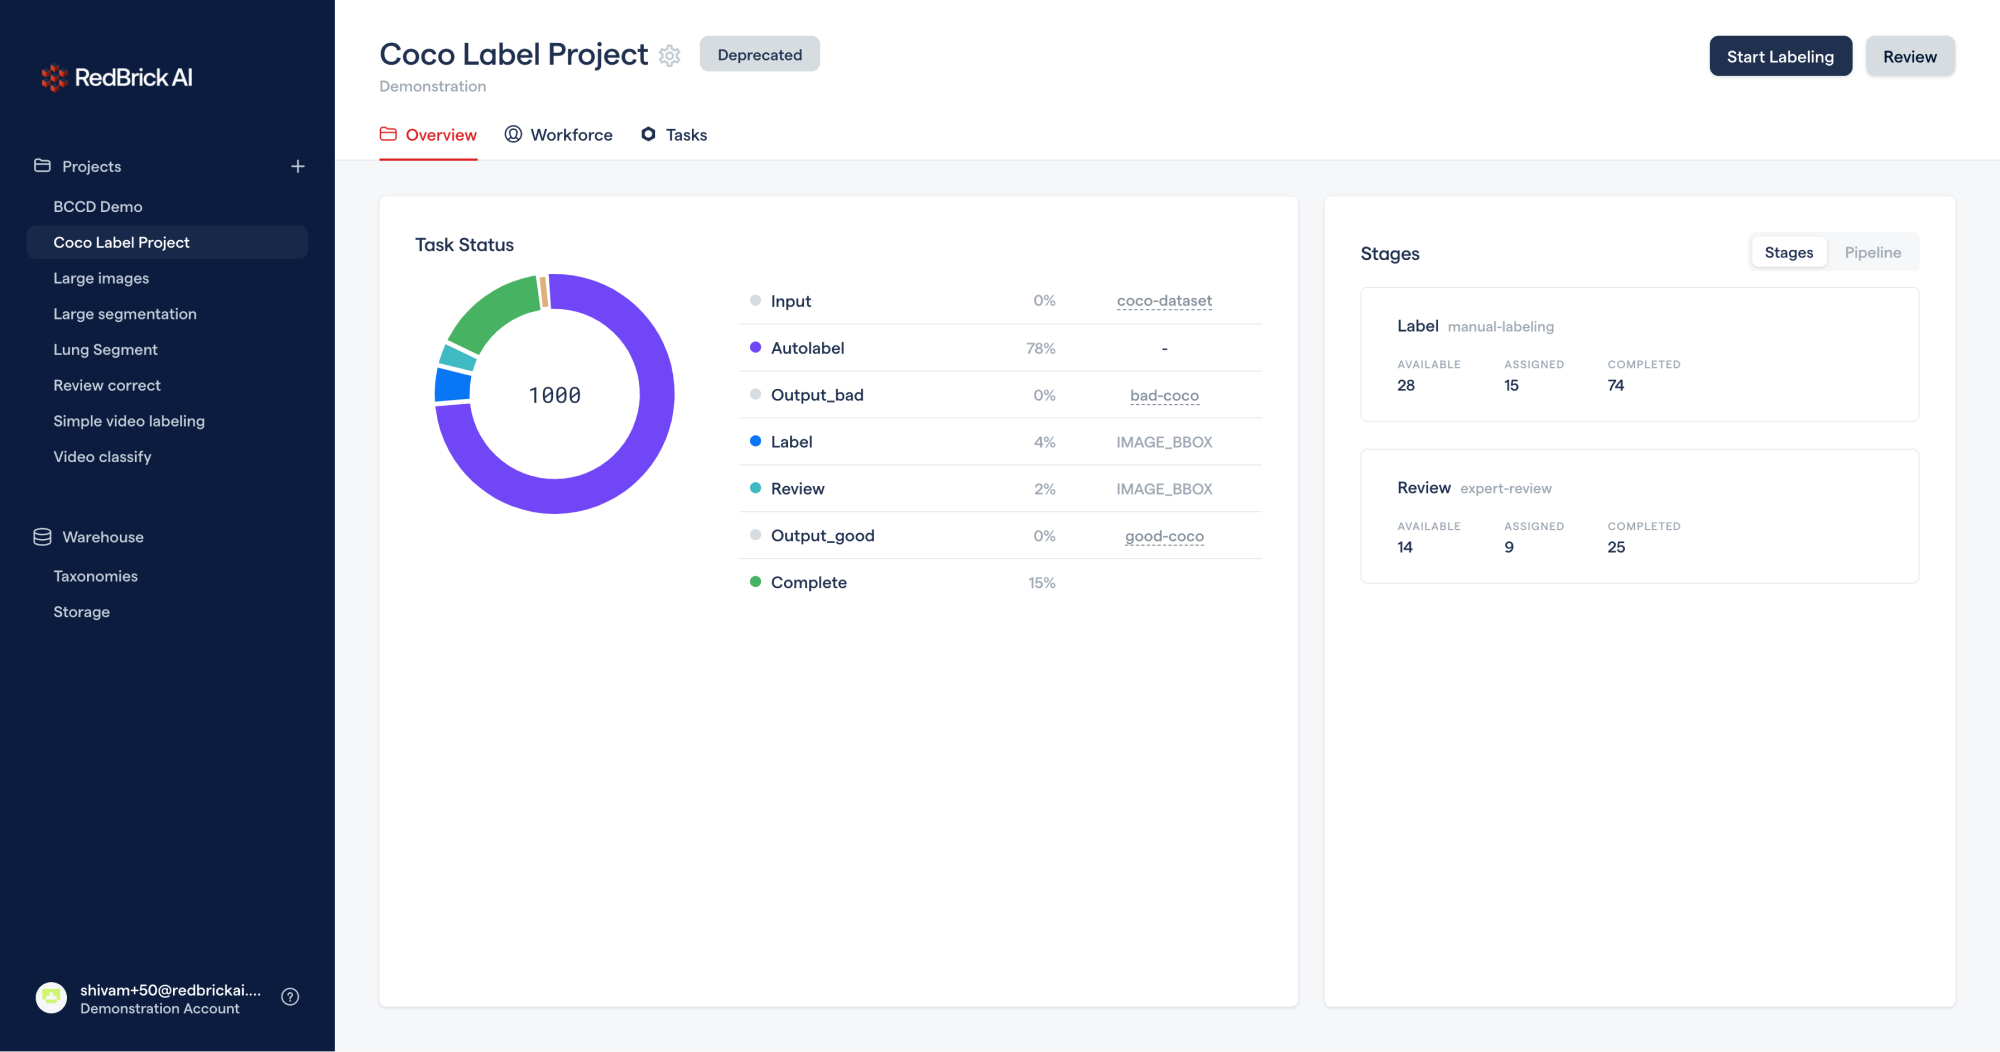 RedBrick AI
Projects
BCCD Demo
Coco Label Project
Large images
Large segmentation
Lung Segment
Review correct
Simple video labeling
Video classify
Warehouse
Taxonomies
Storage
shivam+50@redbrickai....
Demonstration Account
?
Coco Label Project Deprecated
Demonstration
Start Labeling Review
Overview Workforce Tasks
Task Status
1000
Input 0% coco-dataset
Autolabel 78% -
Output_bad 0% bad-coco
Label 4% IMAGE_BBOX
Review 2% IMAGE_BBOX
Output_good 0% good-coco
Complete 15%
Stages Stages Pipeline
Label manual-labeling
AVAILABLE ASSIGNED COMPLETED
28 15 74
Review expert-review
AVAILABLE ASSIGNED COMPLETED
14 9 25